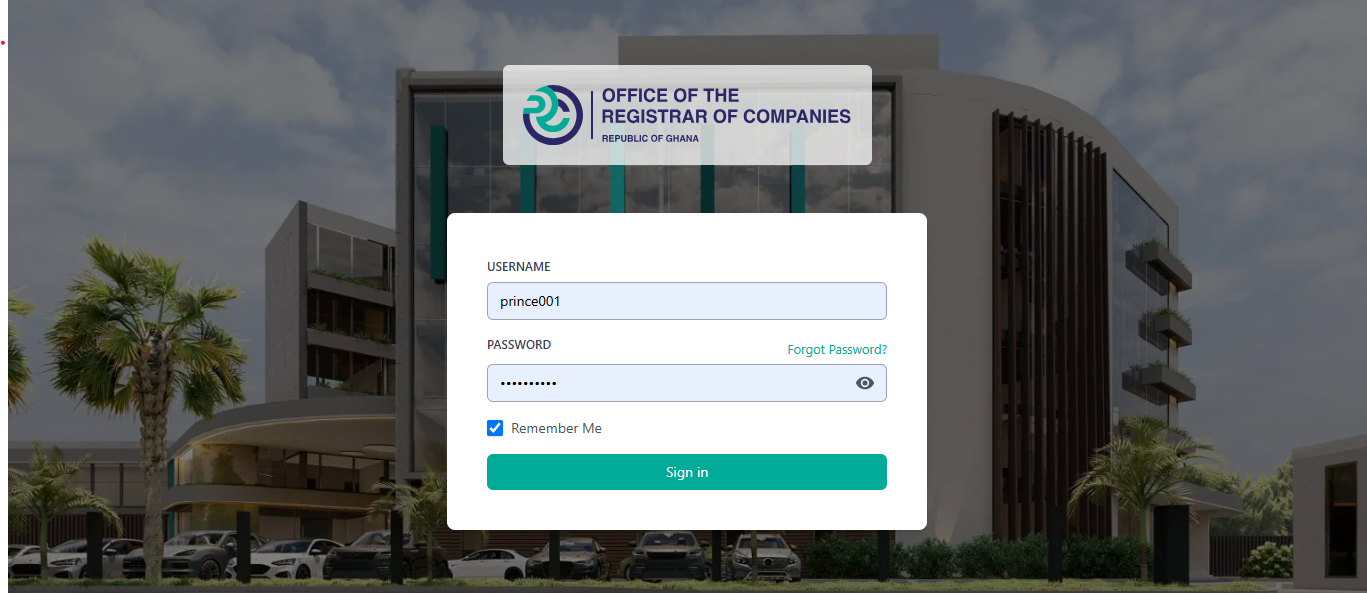 OFFICE OF THE
REGISTRAR OF COMPANIES
REPUBLIC OF GHANA
USERNAME
prince001
PASSWORD
Forgot Password?
••••••••••
Remember Me
Sign in